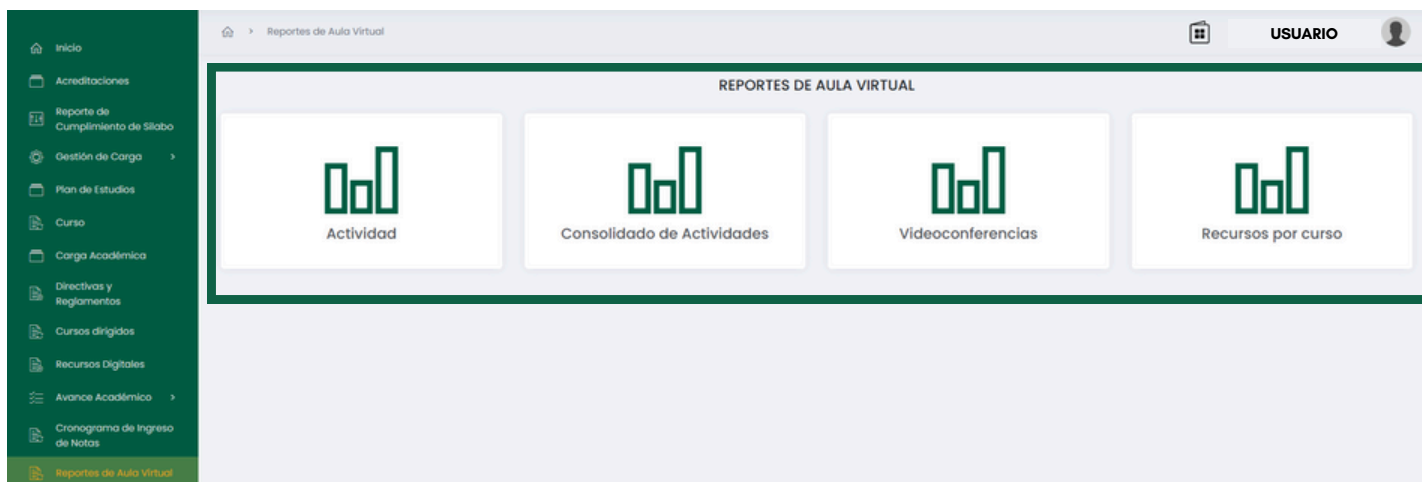 Inicio
Acreditaciones
Reporte de
Cumplimiento de Sílabo
Gestión de Carga
Plan de Estudios
Curso
Carga Académica
Directivas y
Reglamentos
Cursos dirigidos
Recursos Digitales
Avance Académico
Cronograma de Ingreso
de Notas
Reportes de Aula Virtual
> Reportes de Aula Virtual
USUARIO
REPORTES DE AULA VIRTUAL
Actividad
Consolidado de Actividades
Videoconferencias
Recursos por curso